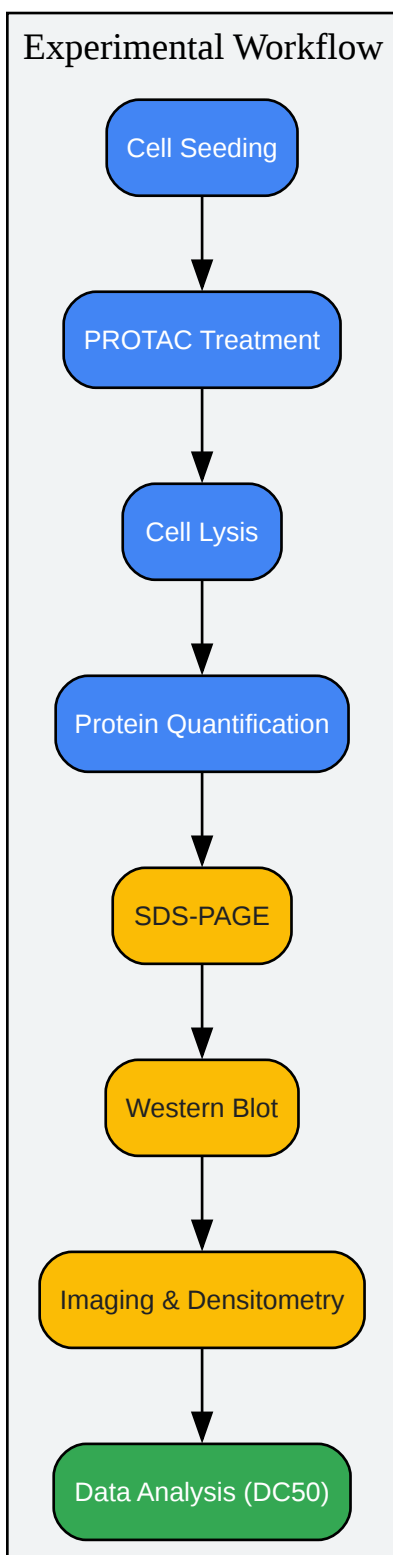 Experimental Workflow
Cell Seeding
PROTAC Treatment
Cell Lysis
Protein Quantification
SDS-PAGE
Western Blot
Imaging & Densitometry
Data Analysis (DC50)